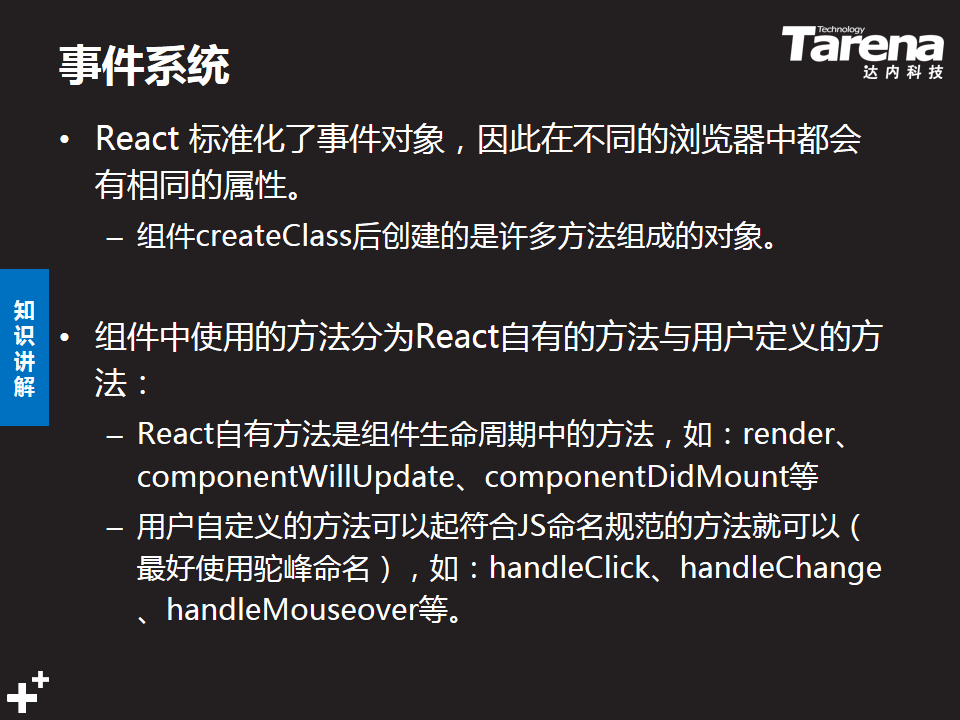 事件系统
Technology
Tarena
达内科技
• React 标准化了事件对象，因此在不同的浏览器中都会
有相同的属性。
– 组件createClass后创建的是许多方法组成的对象。
知识讲解
• 组件中使用的方法分为React自有的方法与用户定义的方
法：
– React自有方法是组件生命周期中的方法，如：render、
componentWillUpdate、componentDidMount等
– 用户自定义的方法可以起符合JS命名规范的方法就可以（
最好使用驼峰命名），如：handleClick、handleChange
、handleMouseover等。